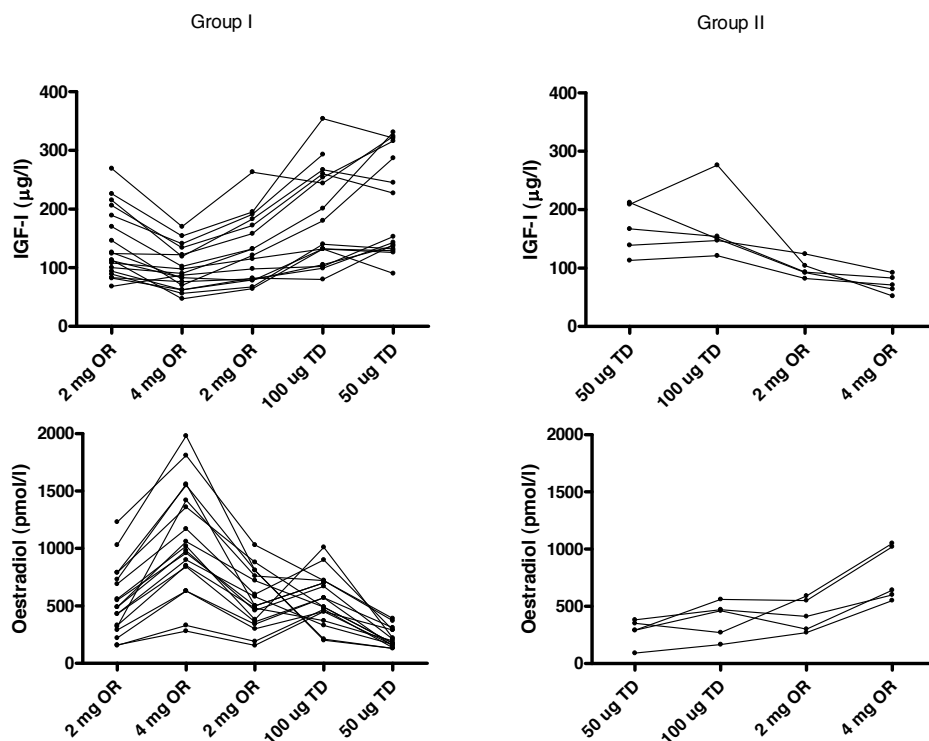 Group I
Group II
IGF-I (μg/l)
400
300
200
100
0
2 mg OR
4 mg OR
2 mg OR
100 ug TD
50 ug TD
IGF-I (μg/l)
400
300
200
100
0
50 ug TD
100 ug TD
2 mg OR
4 mg OR
Oestradiol (pmol/l)
2000
1500
1000
500
0
2 mg OR
4 mg OR
2 mg OR
100 ug TD
50 ug TD
Oestradiol (pmol/l)
2000
1500
1000
500
0
50 ug TD
100 ug TD
2 mg OR
4 mg OR